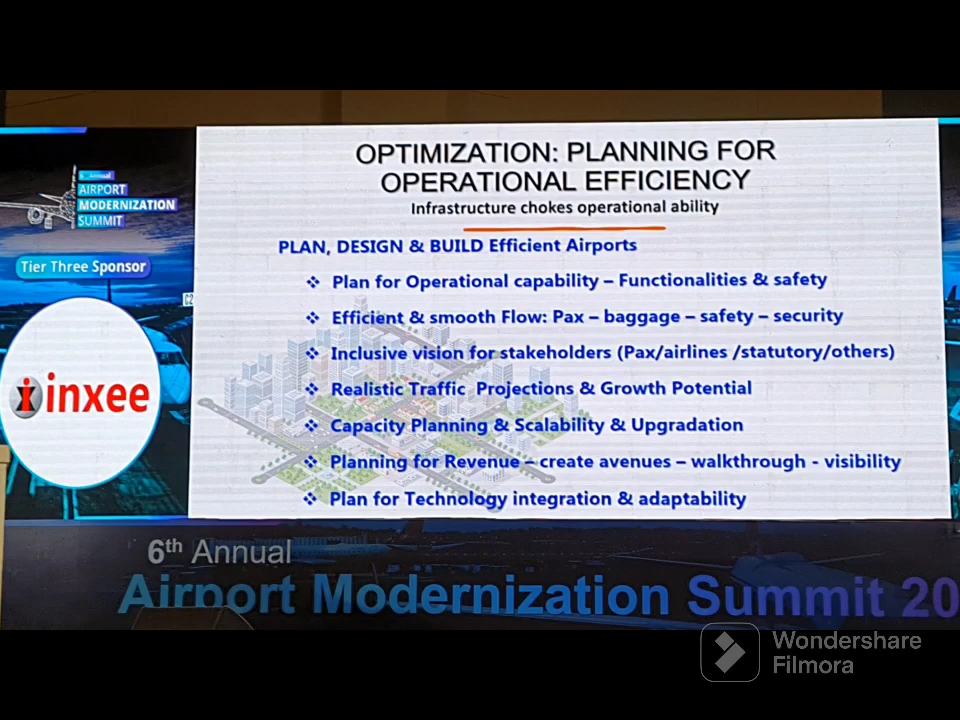 OPTIMIZATION: PLANNING FOR
OPERATIONAL EFFICIENCY
Infrastructure chokes operational ability
PLAN, DESIGN & BUILD Efficient Airports
❖ Plan for Operational capability – Functionalities & safety
❖ Efficient & smooth Flow: Pax – baggage – safety – security
❖ Inclusive vision for stakeholders (Pax/airlines /statutory/others)
❖ Realistic Traffic Projections & Growth Potential
❖ Capacity Planning & Scalability & Upgradation
❖ Planning for Revenue – create avenues – walkthrough - visibility
❖ Plan for Technology integration & adaptability
Annual
AIRPORT
MODERNIZATION
SUMMIT
Tier Three Sponsor
inxee
6th Annual
Airport Modernization Summit 20
Wondershare
Filmora